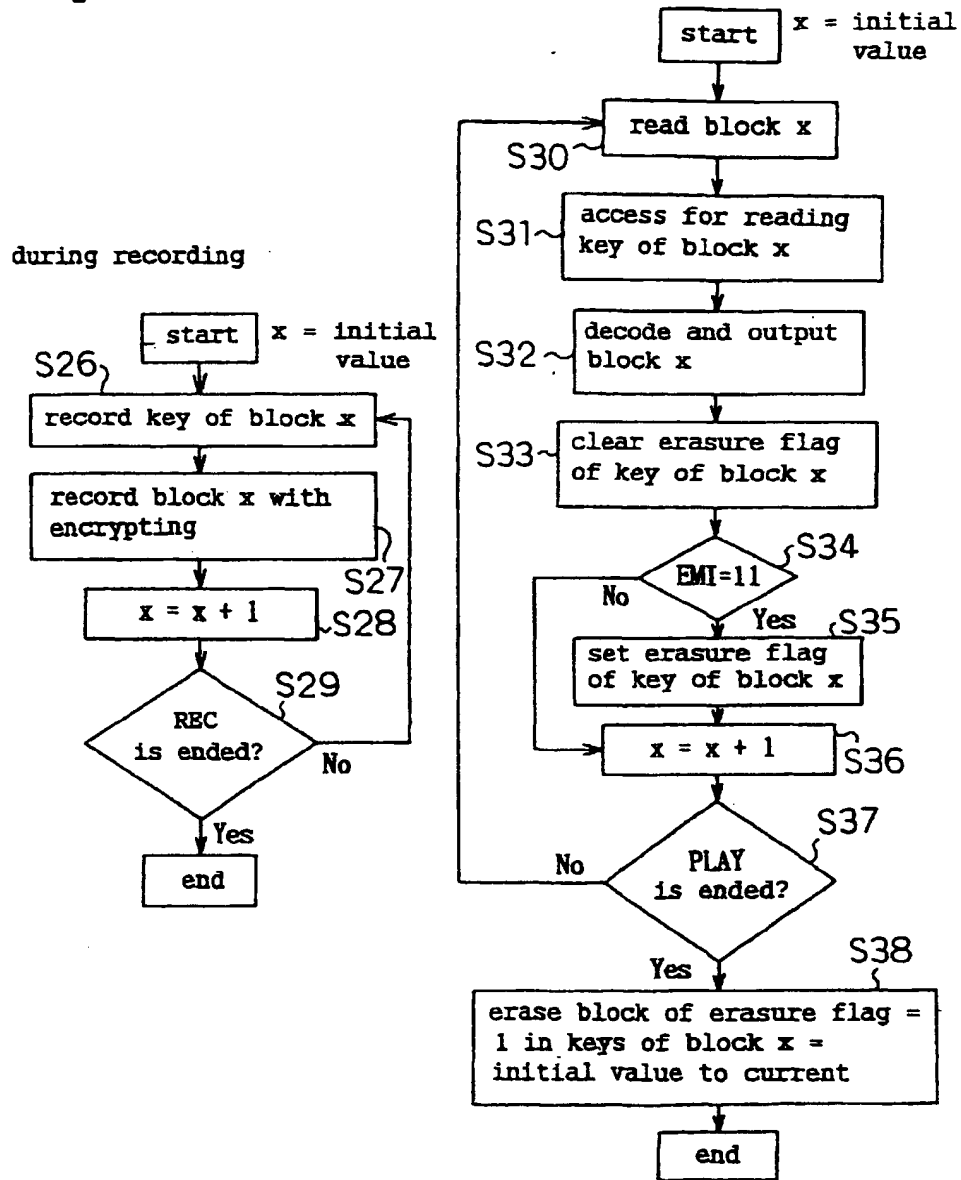 during recording
start
x = initial
value
S26
record key of block x
record block x with
encrypting
S27
x = x + 1
S28
S29
REC
is ended?
No
Yes
end
start
x = initial
value
read block x
S30
S31
access for reading
key of block x
S32
decode and output
block x
S33
clear erasure flag
of key of block x
S34
EMI=11
No
Yes
S35
set erasure flag
of key of block x
x = x + 1
S36
S37
PLAY
is ended?
No
Yes
S38
erase block of erasure flag =
1 in keys of block x =
initial value to current
end